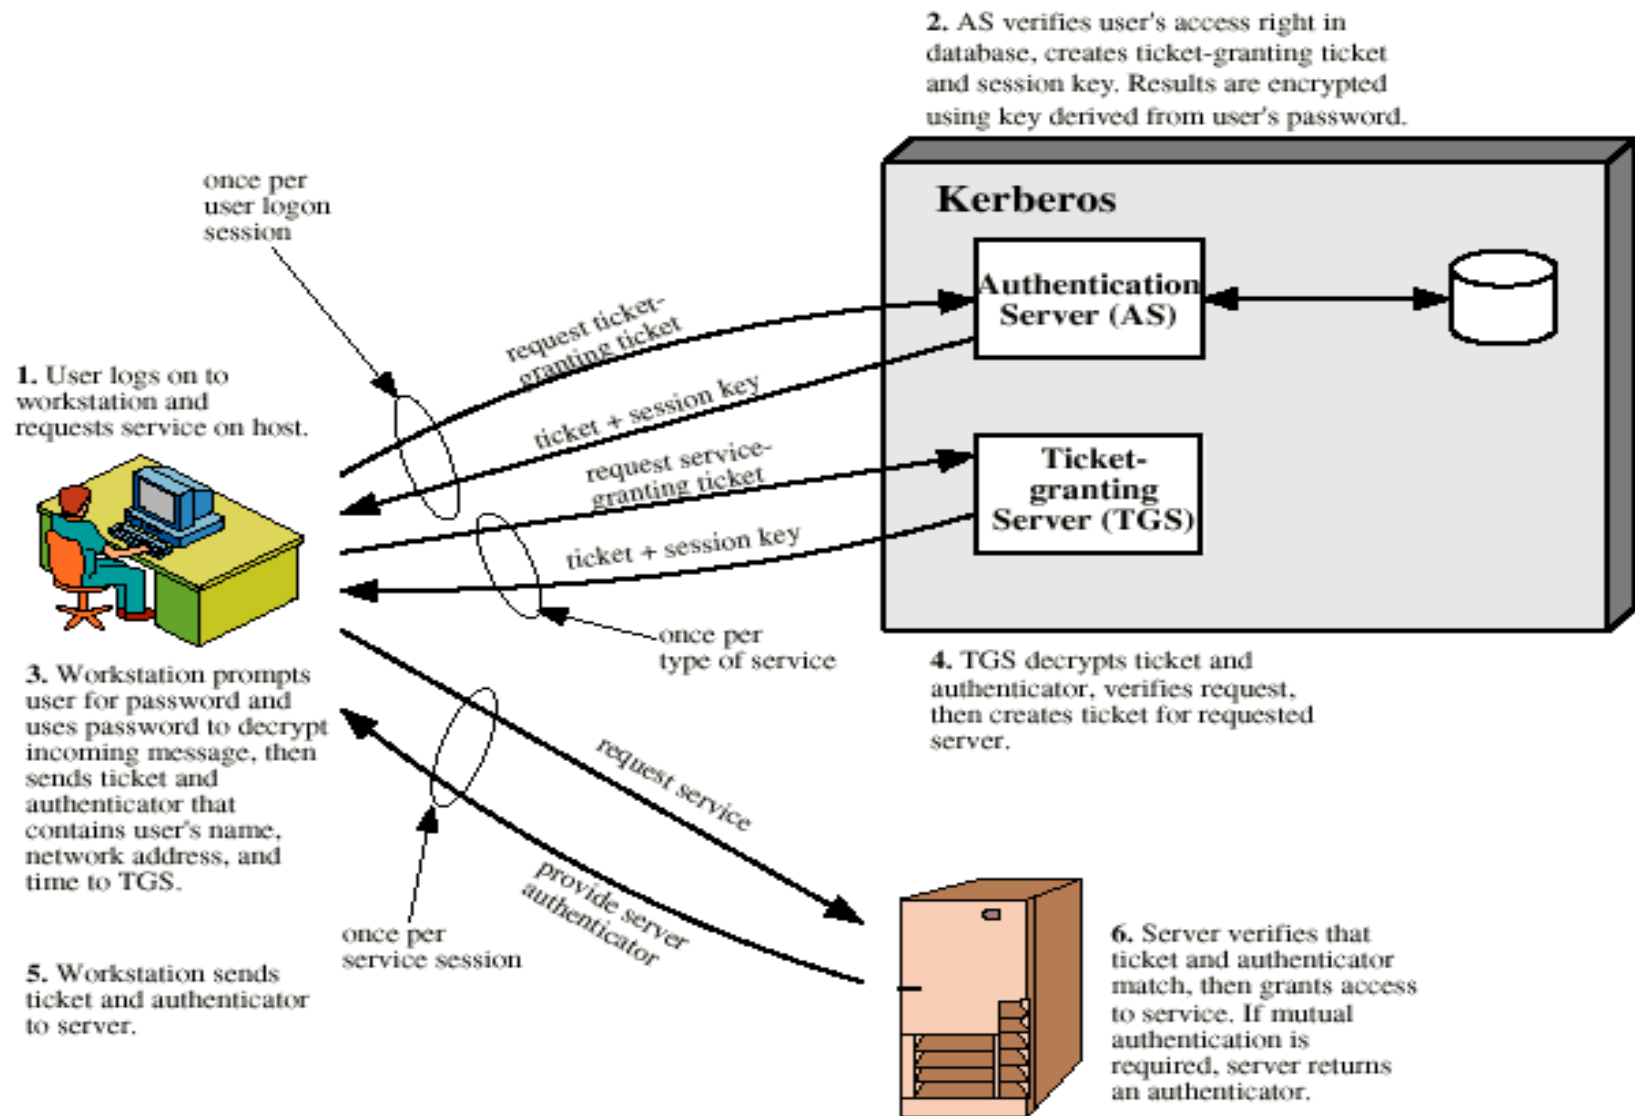 2. AS verifies user's access right in
database, creates ticket-granting ticket
and session key. Results are encrypted
using key derived from user's password.
once per
user logon
session
Kerberos
Authentication
Server (AS)
request ticket-
granting ticket
1. User logs on to
workstation and
requests service on host.
ticket + session key
request service-
granting ticket
Ticket-
granting
Server (TGS)
ticket + session key
once per
type of service
3. Workstation prompts
user for password and
uses password to decrypt
incoming message, then
sends ticket and
authenticator that
contains user's name,
network address, and
time to TGS.
4. TGS decrypts ticket and
authenticator, verifies request,
then creates ticket for requested
server.
request service
provide server
authenticator
once per
service session
5. Workstation sends
ticket and authenticator
to server.
6. Server verifies that
ticket and authenticator
match, then grants access
to service. If mutual
authentication is
required, server returns
an authenticator.